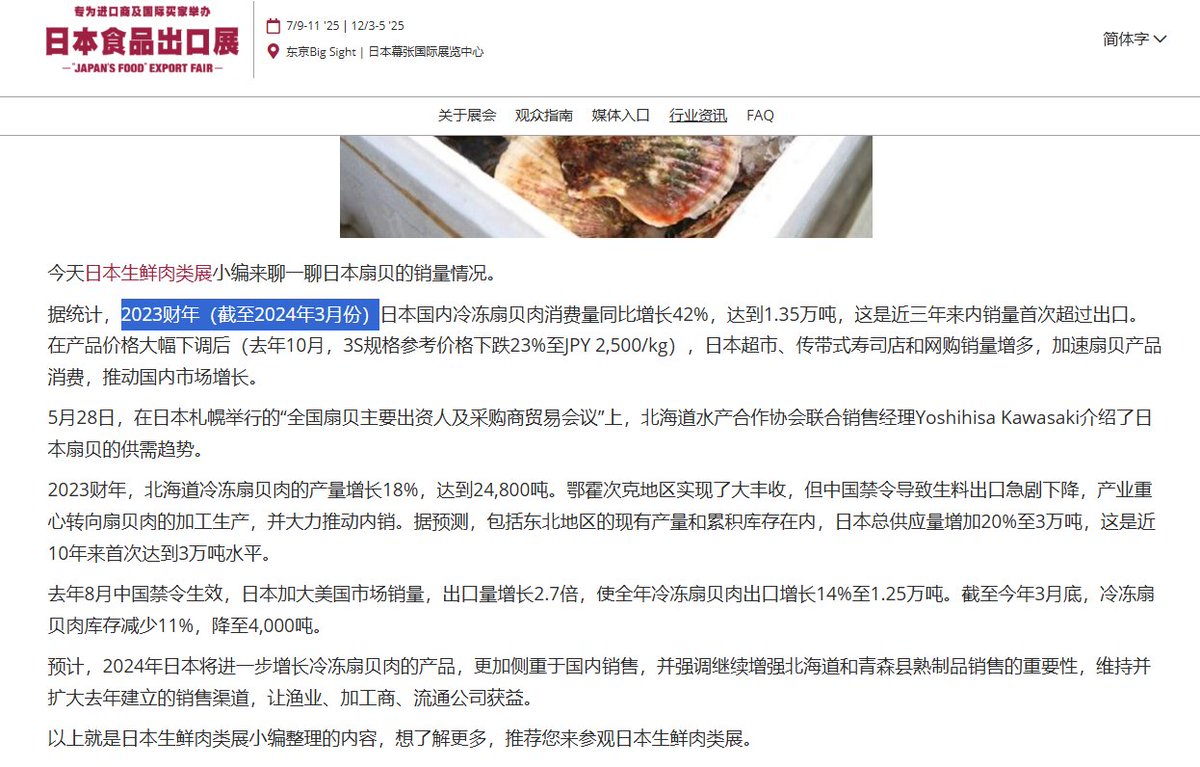 专为进口商及国际买家举办
日本食品出口展
—"JAPAN'S FOOD" EXPORT FAIR—
7/9-11 '25 | 12/3-5 '25
东京Big Sight | 日本幕张国际展览中心
简体字
关于展会 观众指南 媒体入口 行业资讯 FAQ
今天日本生鲜肉类展小编来聊一聊日本扇贝的销量情况。
据统计，2023财年（截至2024年3月份）日本国内冷冻扇贝肉消费量同比增长42%，达到1.35万吨，这是近三年来内销量首次超过出口。
在产品价格大幅下调后（去年10月，3S规格参考价格下跌23%至JPY 2,500/kg），日本超市、传带式寿司店和网购销量增多，加速扇贝产品
消费，推动国内市场增长。
5月28日，在日本札幌举行的“全国扇贝主要出资人及采购商贸易会议”上，北海道水产合作协会联合销售经理Yoshihisa Kawasaki介绍了日
本扇贝的供需趋势。
2023财年，北海道冷冻扇贝肉的产量增长18%，达到24,800吨。鄂霍次克地区实现了大丰收，但中国禁令导致生料出口急剧下降，产业重
心转向扇贝肉的加工生产，并大力推动内销。据预测，包括东北地区的现有产量和累积库存在内，日本总供应量增加20%至3万吨，这是近
10年来首次达到3万吨水平。
去年8月中国禁令生效，日本加大美国市场销量，出口量增长2.7倍，使全年冷冻扇贝肉出口增长14%至1.25万吨。截至今年3月底，冷冻扇
贝肉库存减少11%，降至4,000吨。
预计，2024年日本将进一步增长冷冻扇贝肉的产品，更加侧重于国内销售，并强调继续增强北海道和青森县熟制品销售的重要性，维持并
扩大去年建立的销售渠道，让渔业、加工商、流通公司获益。
以上就是日本生鲜肉类展小编整理的内容，想了解更多，推荐您来参观日本生鲜肉类展。